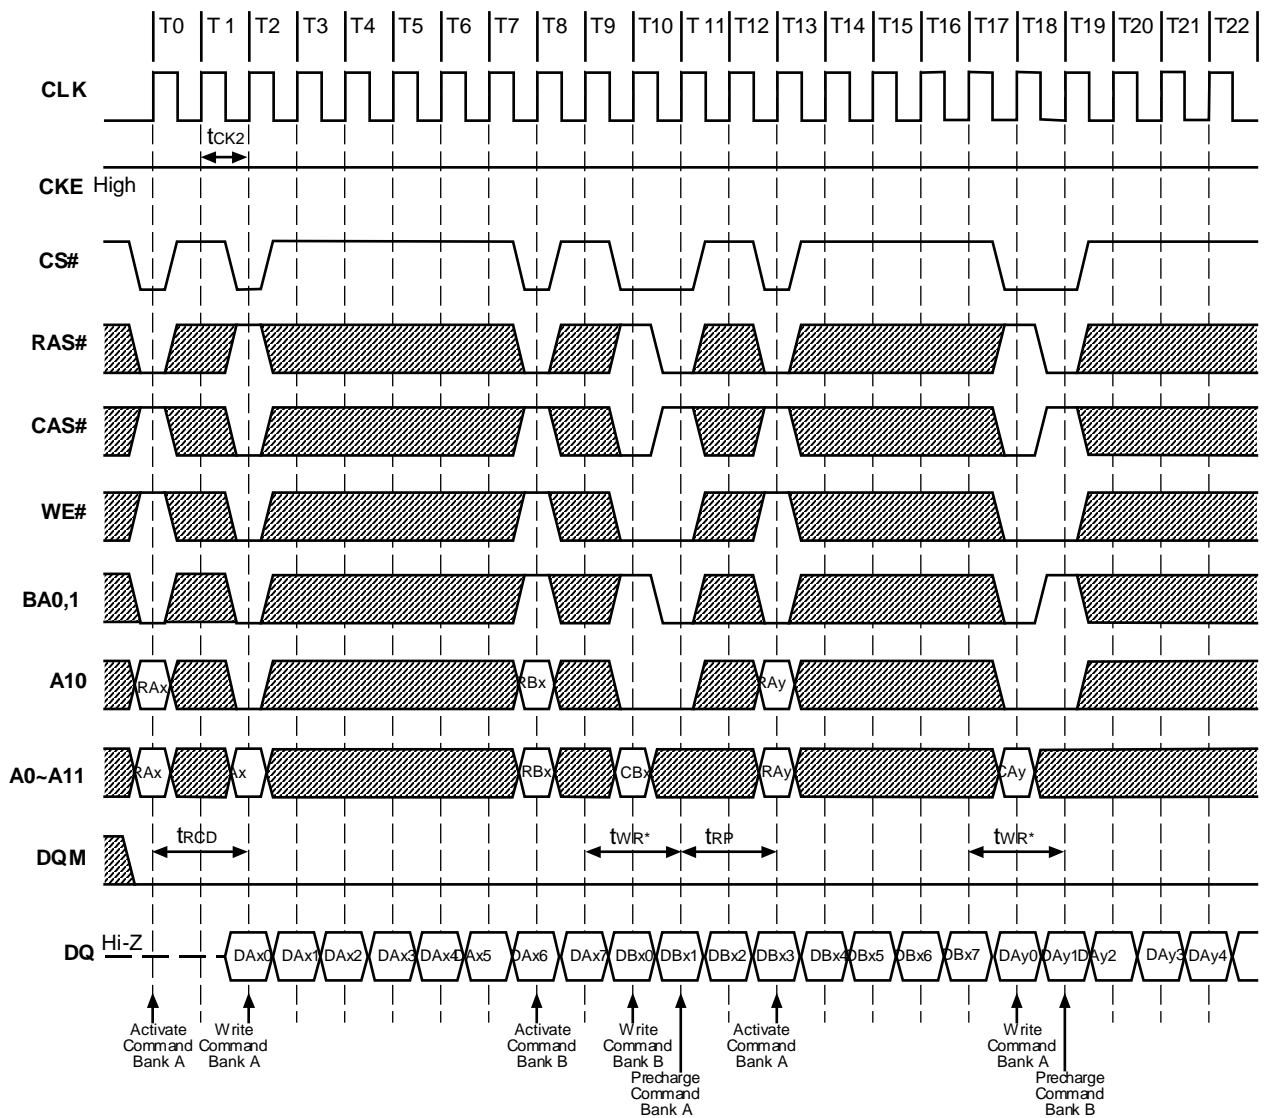 T0 T 1 T2 T3 T4 T5 T6 T7 T8 T9 T10 T 11 T12 T13 T14 T15 T16 T17 T18 T19 T20 T21 T22
CLK
tCK2
CKE High
CS#
RAS#
CAS#
WE#
BA0,1
A10 RAx RBx RAy
A0~A11 RAx Ax RBx CBx RAy CAy
DQM tRCD tWR* tRP tWR*
DQ Hi-Z DAx0 DAx1 DAx2 DAx3 DAx4 DAx5 DAx6 DAx7 DBx0 DBx1 DBx2 DBx3 DBx4 DBx5 DBx6 DBx7 DAy0 DAy1 DAy2 DAy3 DAy4
Activate Command Bank A
Write Command Bank A
Activate Command Bank B
Write Command Bank B
Precharge Command Bank A
Activate Command Bank A
Write Command Bank A
Precharge Command Bank B